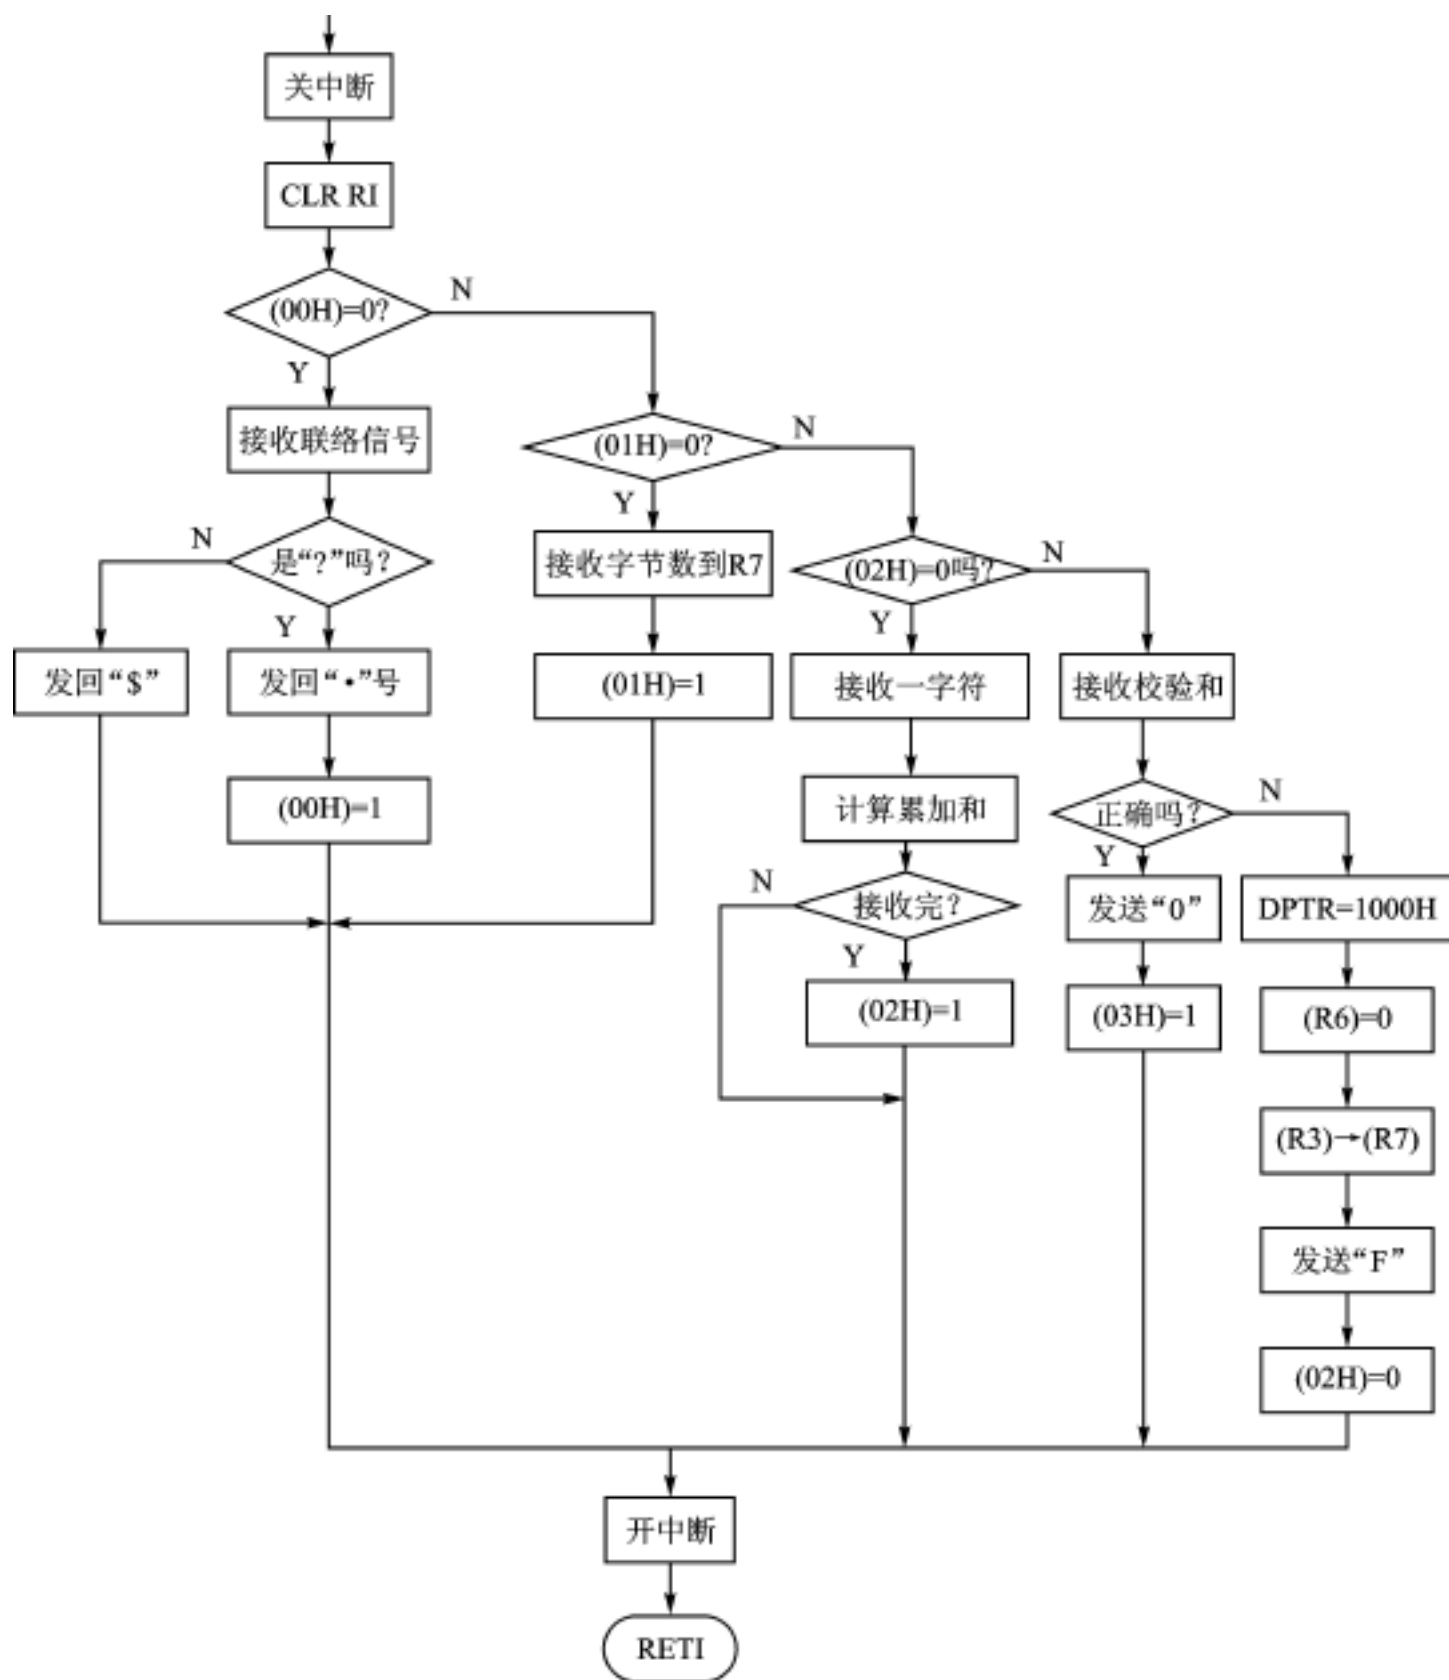 关中断
CLR RI
(00H)=0?
N
Y
接收联络信号
(01H)=0?
N
Y
是“?”吗?
N
Y
接收字节数到R7
(02H)=0吗?
N
Y
发回“$”
发回“•”号
(01H)=1
接收一字符
接收校验和
(00H)=1
计算累加和
正确吗?
N
Y
接收完?
N
Y
发送“0”
DPTR=1000H
(02H)=1
(03H)=1
(R6)=0
(R3)→(R7)
发送“F”
(02H)=0
开中断
RETI